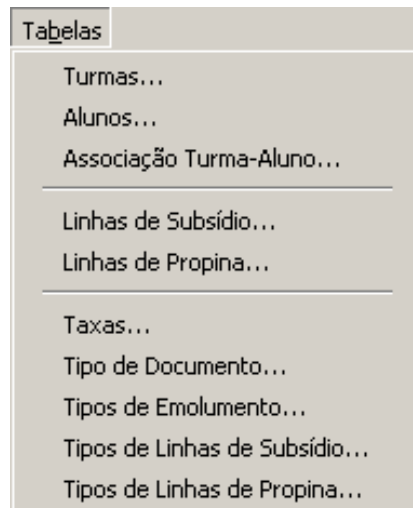 Tabelas
Turmas...
Alunos...
Associação Turma-Aluno...
Linhas de Subsídio...
Linhas de Propina...
Taxas...
Tipo de Documento...
Tipos de Emolumento...
Tipos de Linhas de Subsídio...
Tipos de Linhas de Propina...